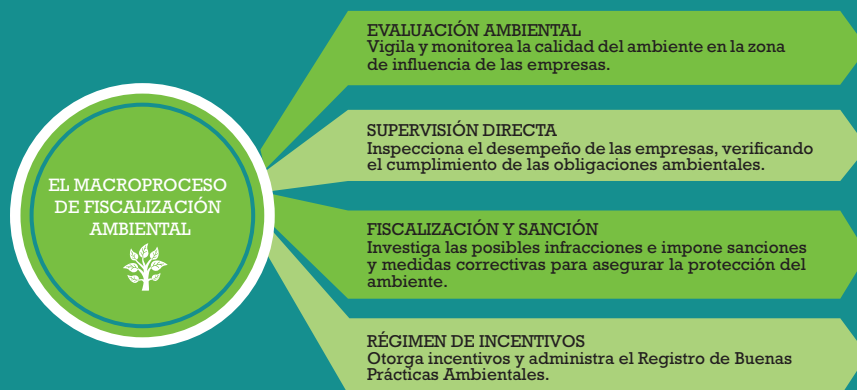 EL MACROPROCESO
DE FISCALIZACIÓN
AMBIENTAL
EVALUACIÓN AMBIENTAL
Vigila y monitorea la calidad del ambiente en la zona
de influencia de las empresas.
SUPERVISIÓN DIRECTA
Inspecciona el desempeño de las empresas, verificando
el cumplimiento de las obligaciones ambientales.
FISCALIZACIÓN Y SANCIÓN
Investiga las posibles infracciones e impone sanciones
y medidas correctivas para asegurar la protección del
ambiente.
RÉGIMEN DE INCENTIVOS
Otorga incentivos y administra el Registro de Buenas
Prácticas Ambientales.